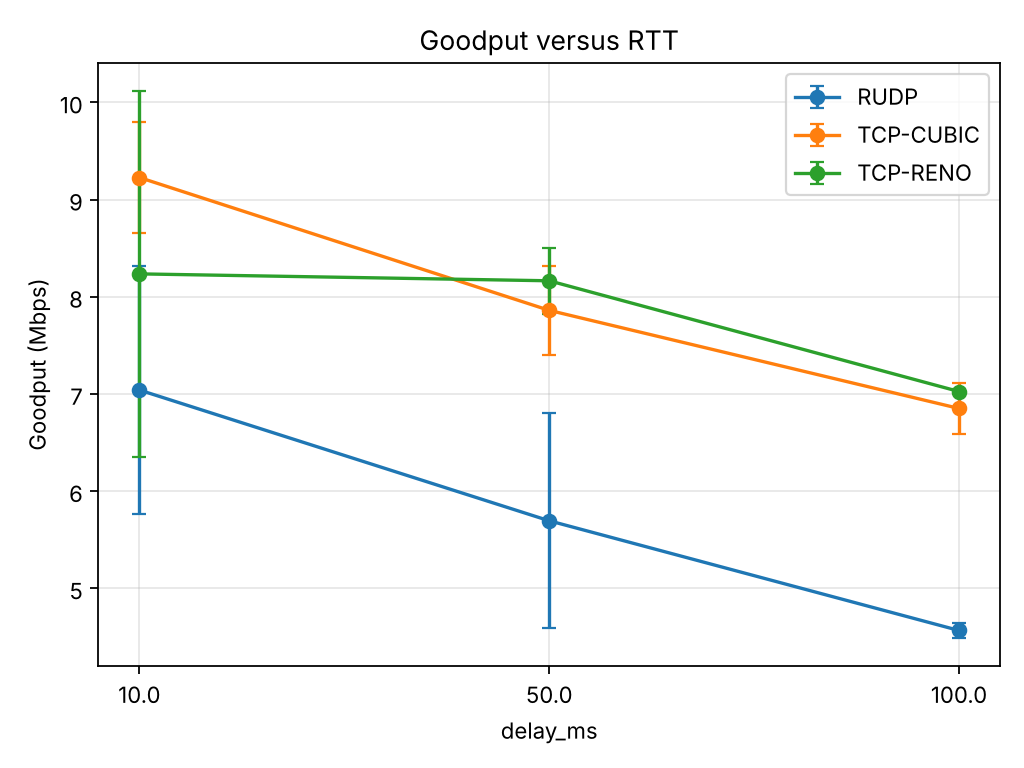 Goodput versus RTT
RUDP
TCP-CUBIC
TCP-RENO
Goodput (Mbps)
10
9
8
7
6
5
10.0
50.0
100.0
delay_ms